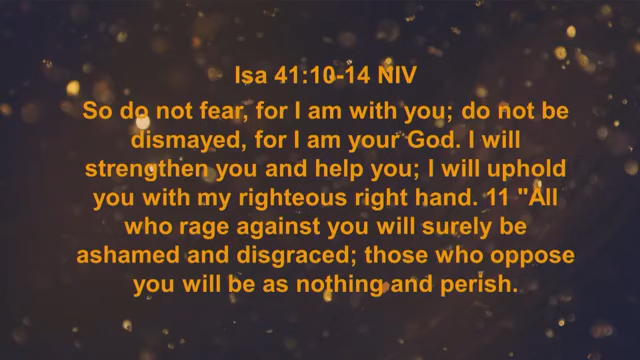 Isa 41:10-14 NIV
So do not fear, for I am with you; do not be
dismayed, for I am your God. I will
strengthen you and help you; I will uphold
you with my righteous right hand. 11 "All
who rage against you will surely be
ashamed and disgraced; those who oppose
you will be as nothing and perish.